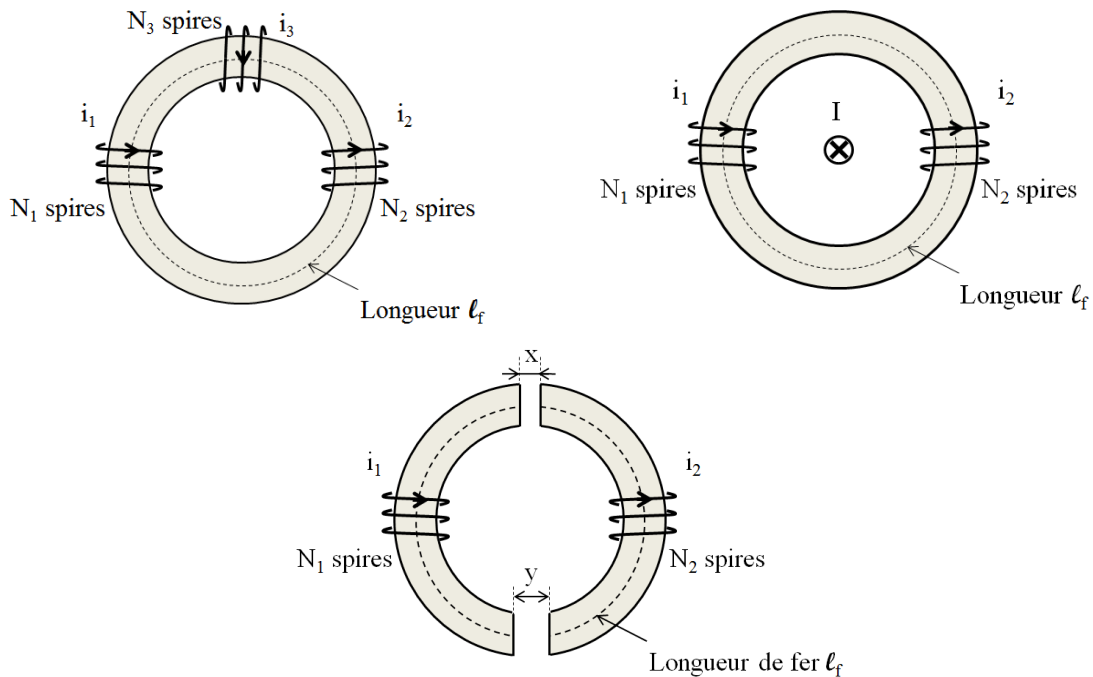 N₃ spires i₃
i₁ i₂
N₁ spires N₂ spires
Longueur ℓf
i₁ I i₂
N₁ spires N₂ spires
Longueur ℓf
x
i₁ i₂
N₁ spires N₂ spires
y
Longueur de fer ℓf